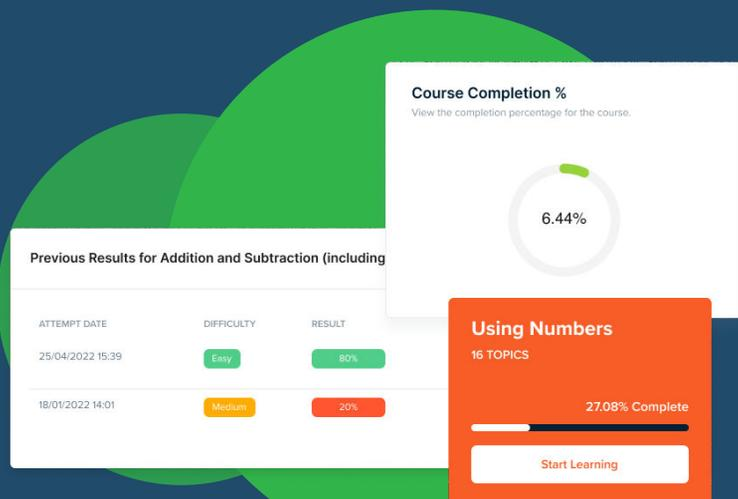 Course Completion %
View the completion percentage for the course.
6.44%
Previous Results for Addition and Subtraction (including
ATTEMPT DATE DIFFICULTY RESULT
25/04/2022 15:39 Easy 80%
18/01/2022 14:01 Medium 20%
Using Numbers
16 TOPICS
27.08% Complete
Start Learning